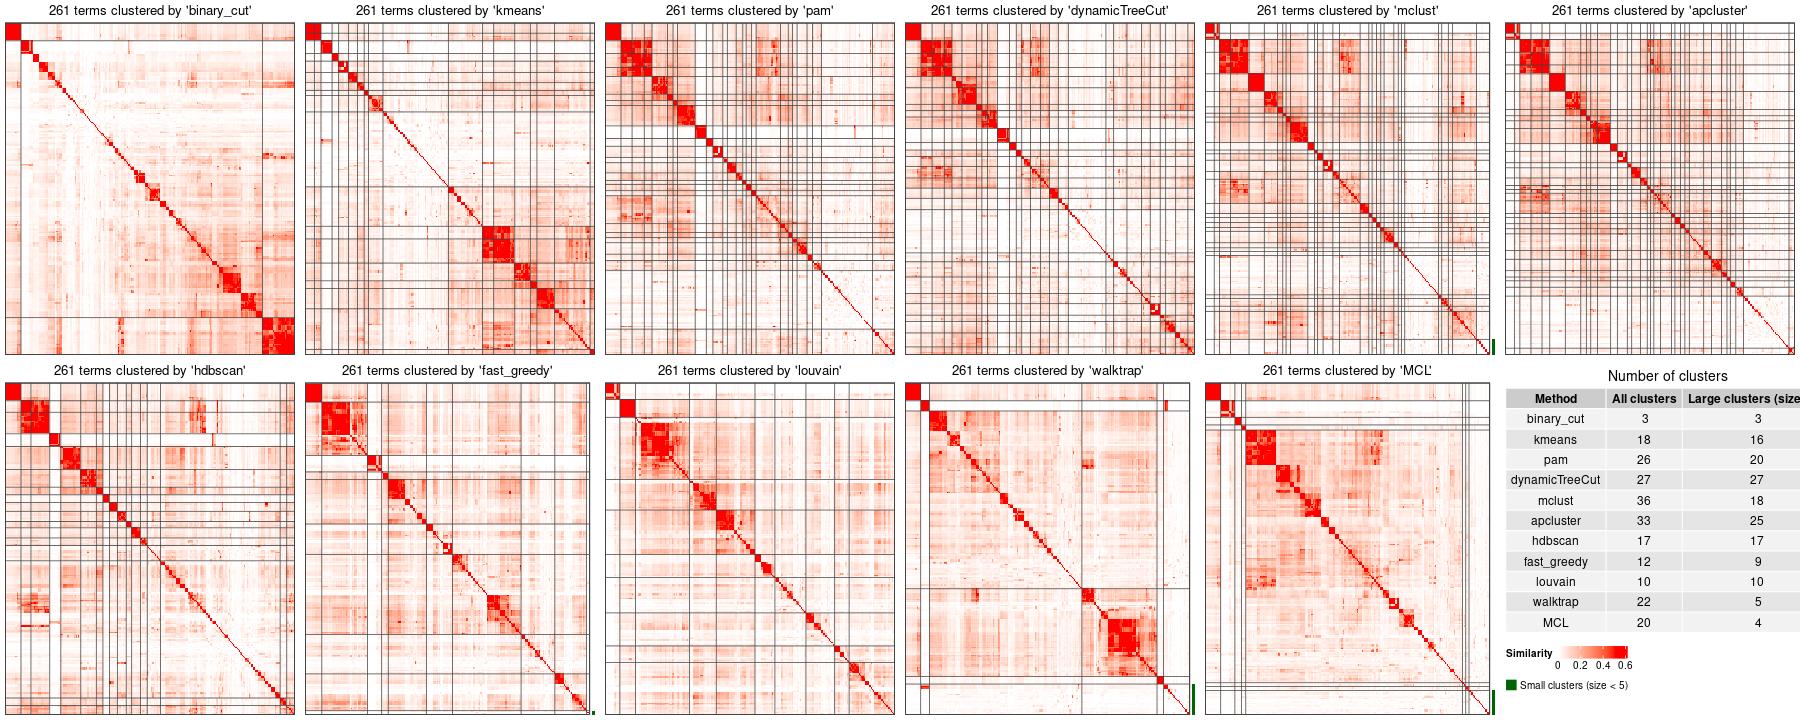 261 terms clustered by 'binary_cut'
261 terms clustered by 'kmeans'
261 terms clustered by 'pam'
261 terms clustered by 'dynamicTreeCut'
261 terms clustered by 'mclust'
261 terms clustered by 'apcluster'
261 terms clustered by 'hdbscan'
261 terms clustered by 'fast_greedy'
261 terms clustered by 'louvain'
261 terms clustered by 'walktrap'
261 terms clustered by 'MCL'
Number of clusters
Method All clusters Large clusters (size
binary_cut 3 3
kmeans 18 16
pam 26 20
dynamicTreeCut 27 27
mclust 36 18
apcluster 33 25
hdbscan 17 17
fast_greedy 12 9
louvain 10 10
walktrap 22 5
MCL 20 4
Similarity
0 0.2 0.4 0.6
Small clusters (size < 5)